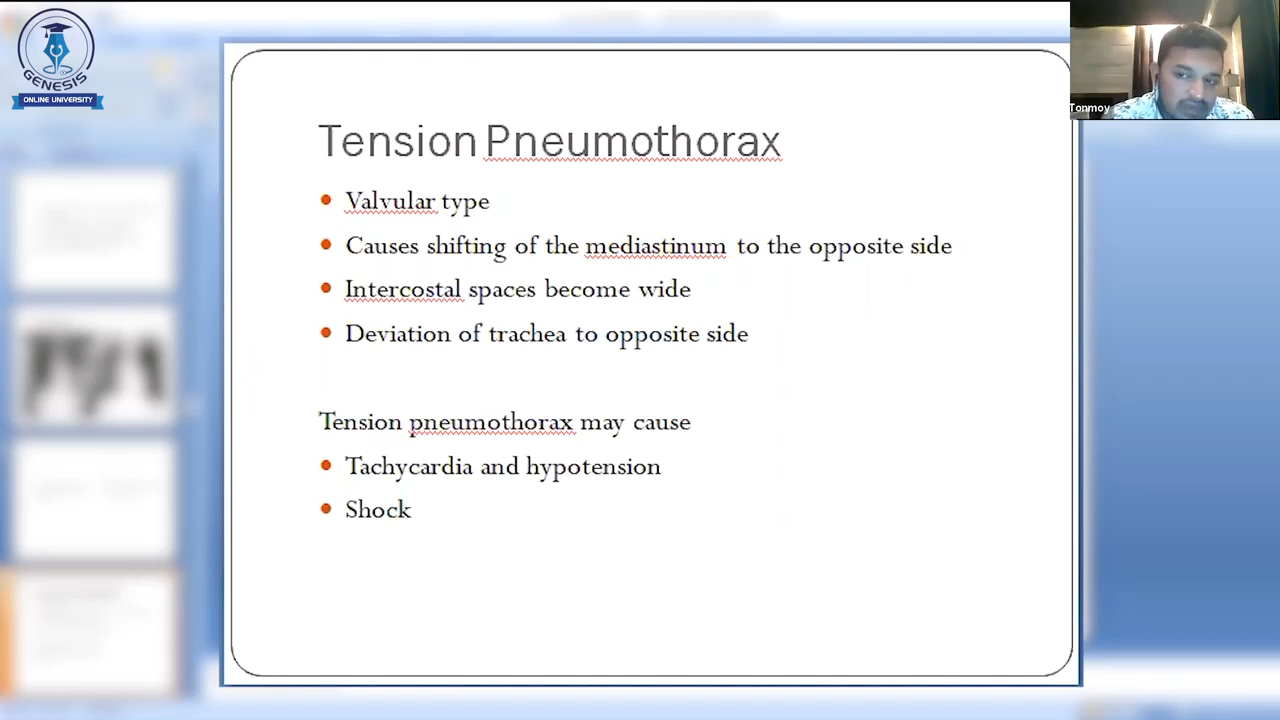 GENESIS
ONLINE UNIVERSITY
Tonmoy
Tension Pneumothorax
Valvular type
Causes shifting of the mediastinum to the opposite side
Intercostal spaces become wide
Deviation of trachea to opposite side
Tension pneumothorax may cause
Tachycardia and hypotension
Shock